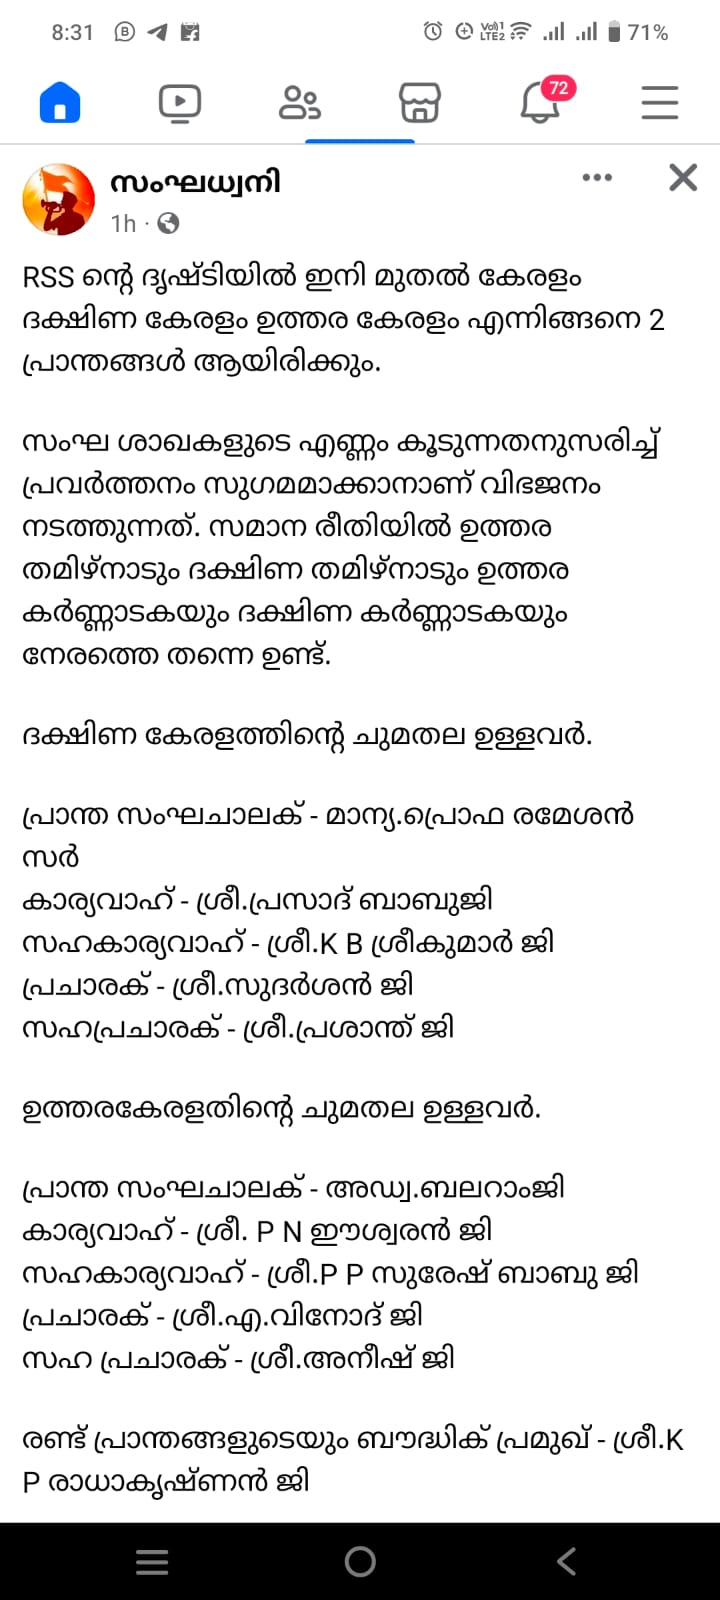 8:31
Vo)) 1
LTE2
71%
72
സംഘധ്വനി
1h ·
RSS ന്റെ ദൃഷ്ടിയിൽ ഇനി മുതൽ കേരളം
ദക്ഷിണ കേരളം ഉത്തര കേരളം എന്നിങ്ങനെ 2
പ്രാന്തങ്ങൾ ആയിരിക്കും.
സംഘ ശാഖകളുടെ എണ്ണം കൂടുന്നതനുസരിച്ച്
പ്രവർത്തനം സുഗമമാക്കാനാണ് വിഭജനം
നടത്തുന്നത്. സമാന രീതിയിൽ ഉത്തര
തമിഴ്നാടും ദക്ഷിണ തമിഴ്നാടും ഉത്തര
കർണ്ണാടകയും ദക്ഷിണ കർണ്ണാടകയും
നേരത്തെ തന്നെ ഉണ്ട്.
ദക്ഷിണ കേരളത്തിന്റെ ചുമതല ഉള്ളവർ.
പ്രാന്ത സംഘചാലക് - മാന്യ.പ്രൊഫ രമേശൻ
സർ
കാര്യവാഹ് - ശ്രീ.പ്രസാദ് ബാബുജി
സഹകാര്യവാഹ് - ശ്രീ.K B ശ്രീകുമാർ ജി
പ്രചാരക് - ശ്രീ.സുദർശൻ ജി
സഹപ്രചാരക് - ശ്രീ.പ്രശാന്ത് ജി
ഉത്തരകേരളതിന്റെ ചുമതല ഉള്ളവർ.
പ്രാന്ത സംഘചാലക് - അഡ്വ.ബലറാംജി
കാര്യവാഹ് - ശ്രീ. P N ഈശ്വരൻ ജി
സഹകാര്യവാഹ് - ശ്രീ.P P സുരേഷ് ബാബു ജി
പ്രചാരക് - ശ്രീ.എ.വിനോദ് ജി
സഹ പ്രചാരക് - ശ്രീ.അനീഷ് ജി
രണ്ട് പ്രാന്തങ്ങളുടെയും ബൗദ്ധിക് പ്രമുഖ് - ശ്രീ.K
P രാധാകൃഷ്ണൻ ജി